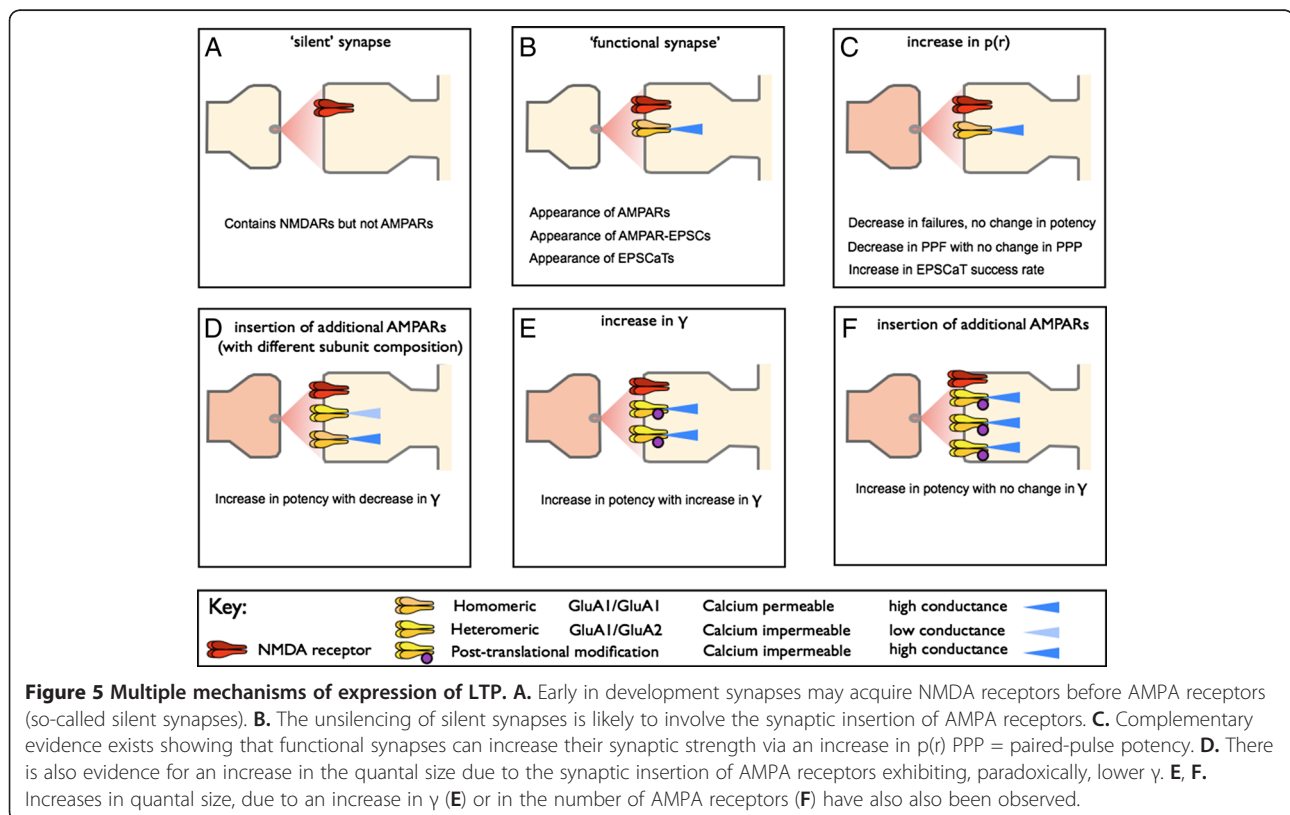 A
'silent' synapse
Contains NMDARs but not AMPARs
B
'functional synapse'
Appearance of AMPARs
Appearance of AMPAR-EPSCs
Appearance of EPSCaTs
C
increase in p(r)
Decrease in failures, no change in potency
Decrease in PPF with no change in PPP
Increase in EPSCaT success rate
D
insertion of additional AMPARs
(with different subunit composition)
Increase in potency with decrease in γ
E
increase in γ
Increase in potency with increase in γ
F
insertion of additional AMPARs
Increase in potency with no change in γ
Key:
NMDA receptor
Homomeric GluA1/GluA1 Calcium permeable high conductance
Heteromeric GluA1/GluA2 Calcium impermeable low conductance
Post-translational modification Calcium impermeable high conductance
Figure 5 Multiple mechanisms of expression of LTP. A. Early in development synapses may acquire NMDA receptors before AMPA receptors
(so-called silent synapses). B. The unsilencing of silent synapses is likely to involve the synaptic insertion of AMPA receptors. C. Complementary
evidence exists showing that functional synapses can increase their synaptic strength via an increase in p(r) PPP = paired-pulse potency. D. There
is also evidence for an increase in the quantal size due to the synaptic insertion of AMPA receptors exhibiting, paradoxically, lower γ. E, F.
Increases in quantal size, due to an increase in γ (E) or in the number of AMPA receptors (F) have also also been observed.